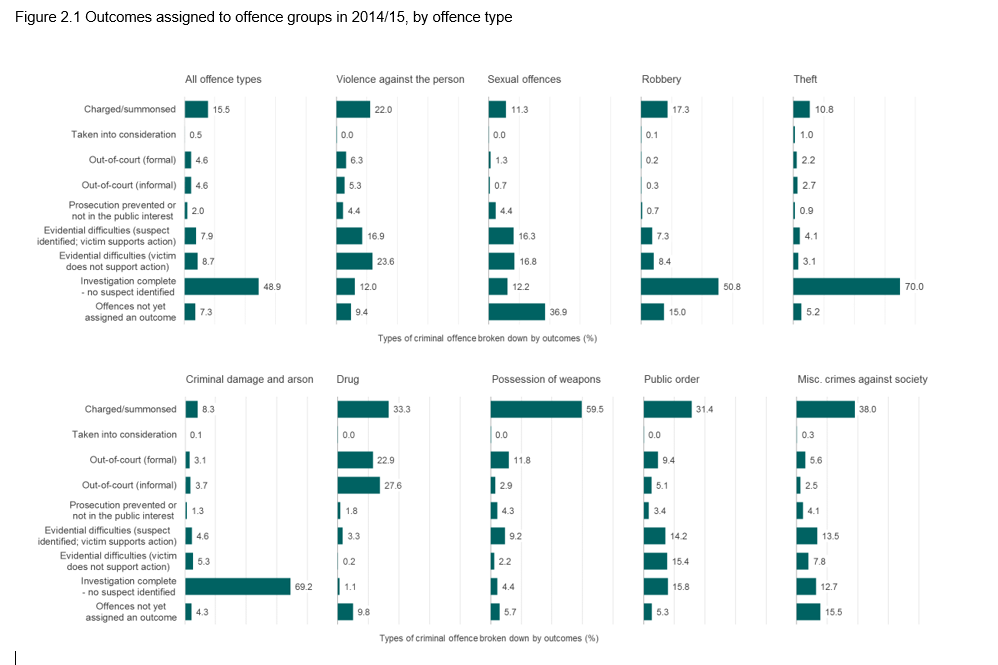 Figure 2.1 Outcomes assigned to offence groups in 2014/15, by offence type
All offence types Violence against the person Sexual offences Robbery Theft
Charged/summonsed 15.5 22.0 11.3 17.3 10.8
Taken into consideration 0.5 0.0 0.0 0.1 1.0
Out-of-court (formal) 4.6 6.3 1.3 0.2 2.2
Out-of-court (informal) 4.6 5.3 0.7 0.3 2.7
Prosecution prevented or
not in the public interest 2.0 4.4 4.4 0.7 0.9
Evidential difficulties (suspect
identified; victim supports action) 7.9 16.9 16.3 7.3 4.1
Evidential difficulties (victim
does not support action) 8.7 23.6 16.8 8.4 3.1
Investigation complete
- no suspect identified 48.9 12.0 12.2 50.8 70.0
Offences not yet
assigned an outcome 7.3 9.4 36.9 15.0 5.2
Types of criminal offence broken down by outcomes (%)
Criminal damage and arson Drug Possession of weapons Public order Misc. crimes against society
Charged/summonsed 8.3 33.3 59.5 31.4 38.0
Taken into consideration 0.1 0.0 0.0 0.0 0.3
Out-of-court (formal) 3.1 22.9 11.8 9.4 5.6
Out-of-court (informal) 3.7 27.6 2.9 5.1 2.5
Prosecution prevented or
not in the public interest 1.3 1.8 4.3 3.4 4.1
Evidential difficulties (suspect
identified; victim supports action) 4.6 3.3 9.2 14.2 13.5
Evidential difficulties (victim
does not support action) 5.3 0.2 2.2 15.4 7.8
Investigation complete
- no suspect identified 69.2 1.1 4.4 15.8 12.7
Offences not yet
assigned an outcome 4.3 9.8 5.7 5.3 15.5
Types of criminal offence broken down by outcomes (%)